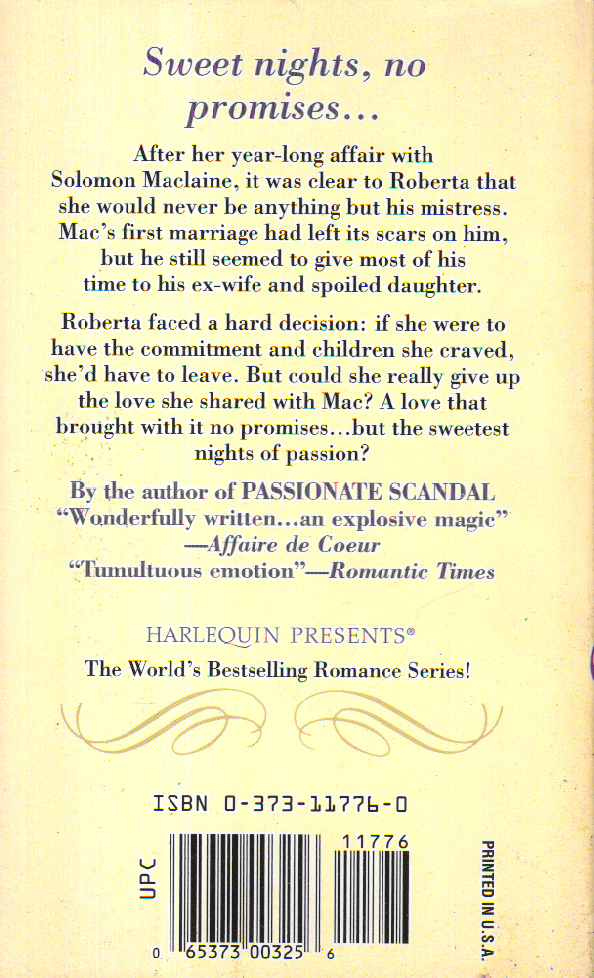 Sweet nights, no
promises...
After her year-long affair with
Solomon Maclaine, it was clear to Roberta that
she would never be anything but his mistress.
Mac's first marriage had left its scars on him,
but he still seemed to give most of his
time to his ex-wife and spoiled daughter.
Roberta faced a hard decision: if she were to
have the commitment and children she craved,
she'd have to leave. But could she really give up
the love she shared with Mac? A love that
brought with it no promises...but the sweetest
nights of passion?
By the author of PASSIONATE SCANDAL
“Wonderfully written...an explosive magic”
—Affaire de Coeur
“Tumultuous emotion”—Romantic Times
HARLEQUIN PRESENTS®
The World's Bestselling Romance Series!
ISBN 0-373-11776-0
11776
UPC
0 65373 00325 6
PRINTED IN U.S.A.